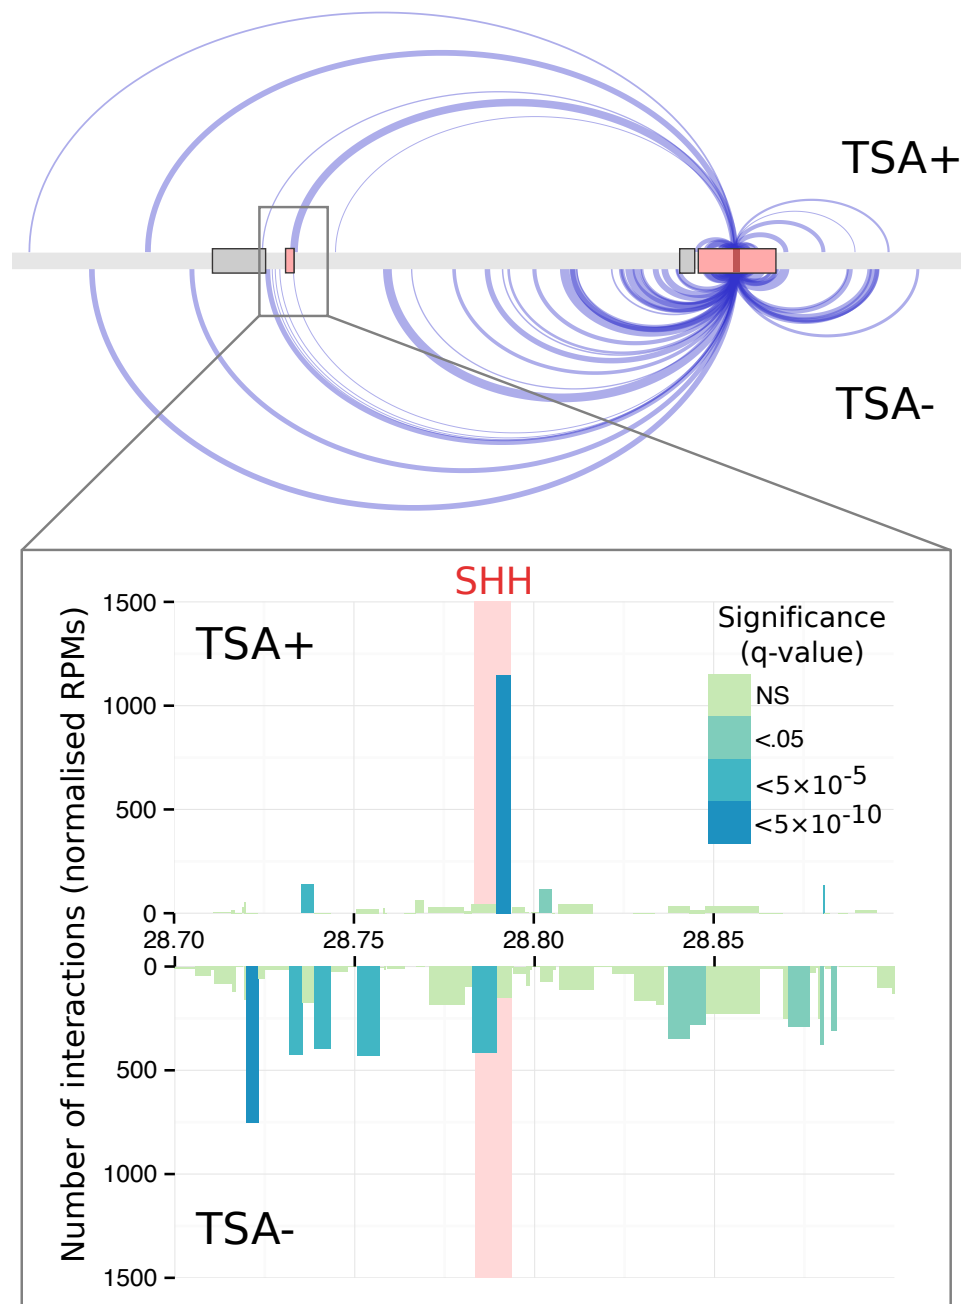 TSA+
TSA-
SHH
Number of interactions (normalised RPMs)
1500
1000
500
0
TSA+
Significance
(q-value)
NS
<.05
<5×10⁻⁵
<5×10⁻¹⁰
28.70 28.75 28.80 28.85
0
500
1000
1500
TSA-